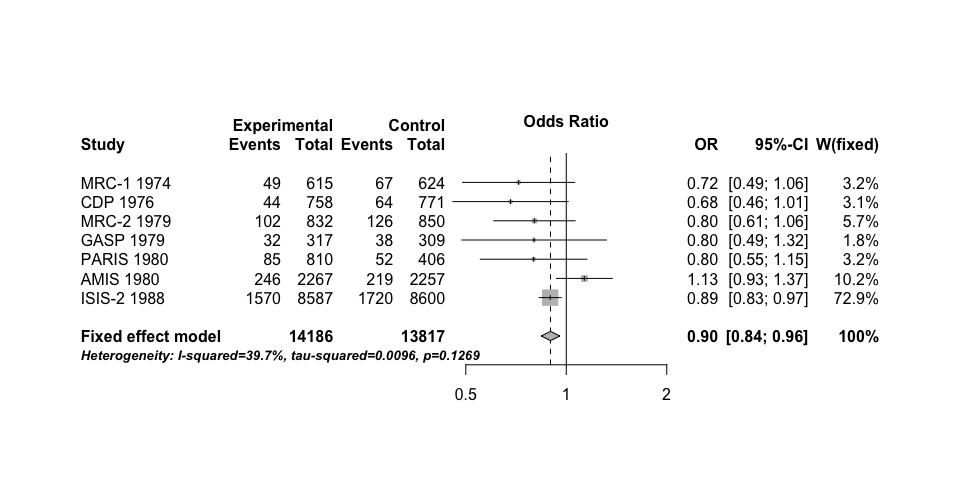 Experimental Control Odds Ratio
Study Events Total Events Total OR 95%-CI W(fixed)
MRC-1 1974 49 615 67 624 0.72 [0.49; 1.06] 3.2%
CDP 1976 44 758 64 771 0.68 [0.46; 1.01] 3.1%
MRC-2 1979 102 832 126 850 0.80 [0.61; 1.06] 5.7%
GASP 1979 32 317 38 309 0.80 [0.49; 1.32] 1.8%
PARIS 1980 85 810 52 406 0.80 [0.55; 1.15] 3.2%
AMIS 1980 246 2267 219 2257 1.13 [0.93; 1.37] 10.2%
ISIS-2 1988 1570 8587 1720 8600 0.89 [0.83; 0.97] 72.9%
Fixed effect model 14186 13817 0.90 [0.84; 0.96] 100%
Heterogeneity: I-squared=39.7%, tau-squared=0.0096, p=0.1269
0.5 1 2